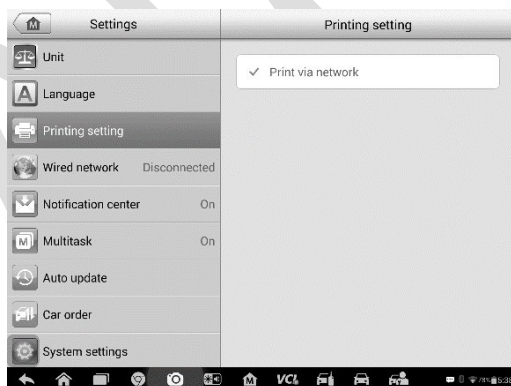 Settings
Printing setting
Unit
Print via network
A Language
Printing setting
Wired network Disconnected
Notification center On
M Multitask On
Auto update
Car order
System settings
VCI